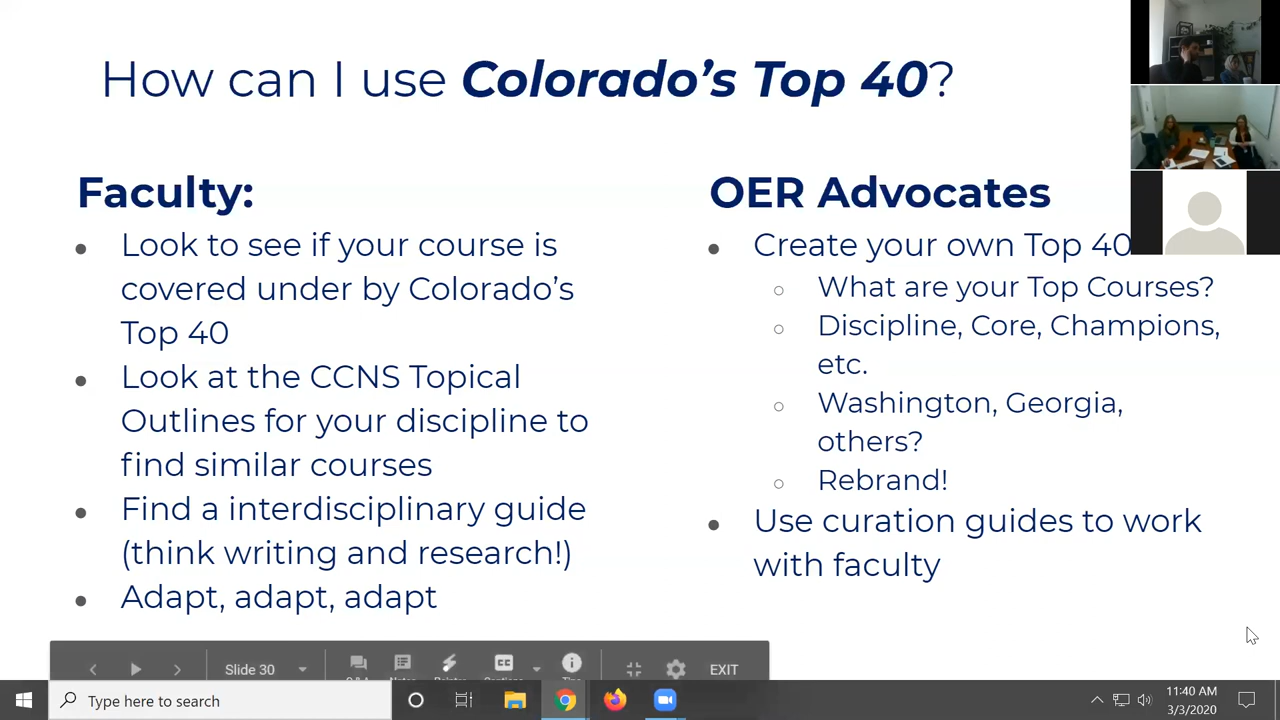 How can I use Colorado's Top 40?
Faculty:
Look to see if your course is
covered under by Colorado's
Top 40
Look at the CCNS Topical
Outlines for your discipline to
find similar courses
Find a interdisciplinary guide
(think writing and research!)
Adapt, adapt, adapt
OER Advocates
Create your own Top 40
What are your Top Courses?
Discipline, Core, Champions,
etc.
Washington, Georgia,
others?
Rebrand!
Use curation guides to work
with faculty
Slide 30
CC
EXIT
Type here to search
11:40 AM
3/3/2020